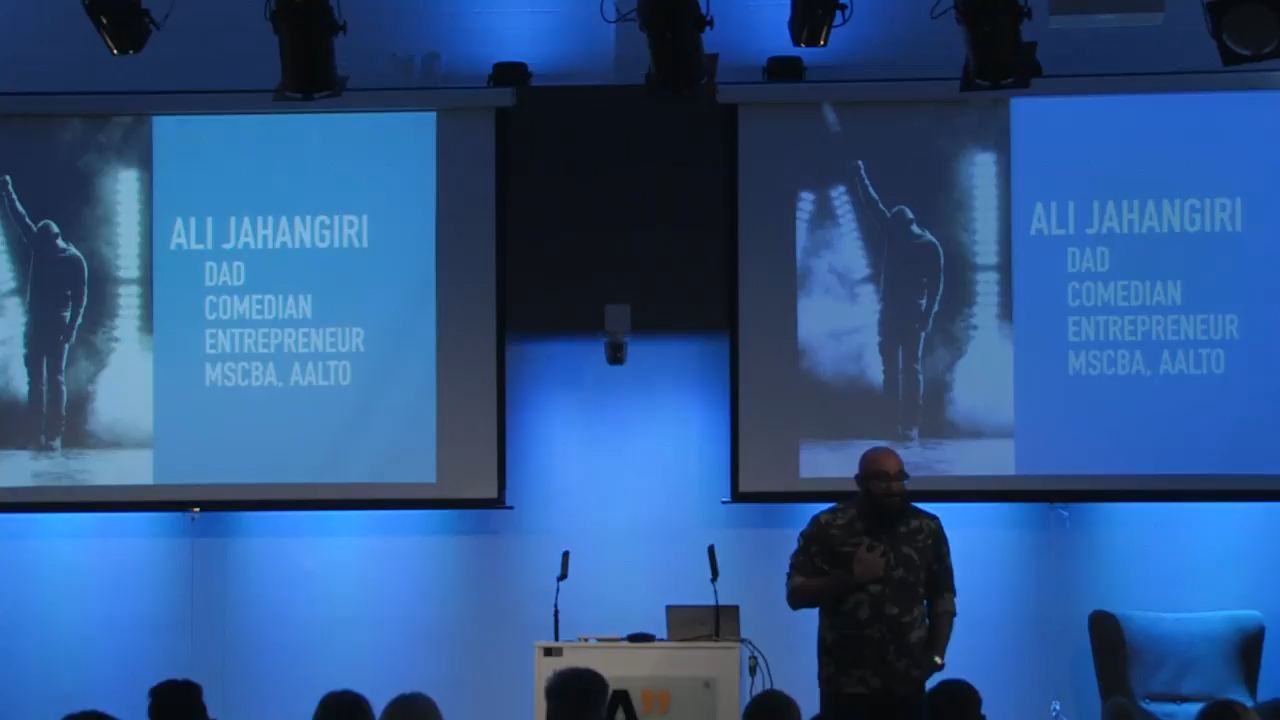 ALI JAHANGIRI
DAD
COMEDIAN
ENTREPRENEUR
MSCBA, AALTO
ALI JAHANGIRI
DAD
COMEDIAN
ENTREPRENEUR
MSCBA, AALTO
A”